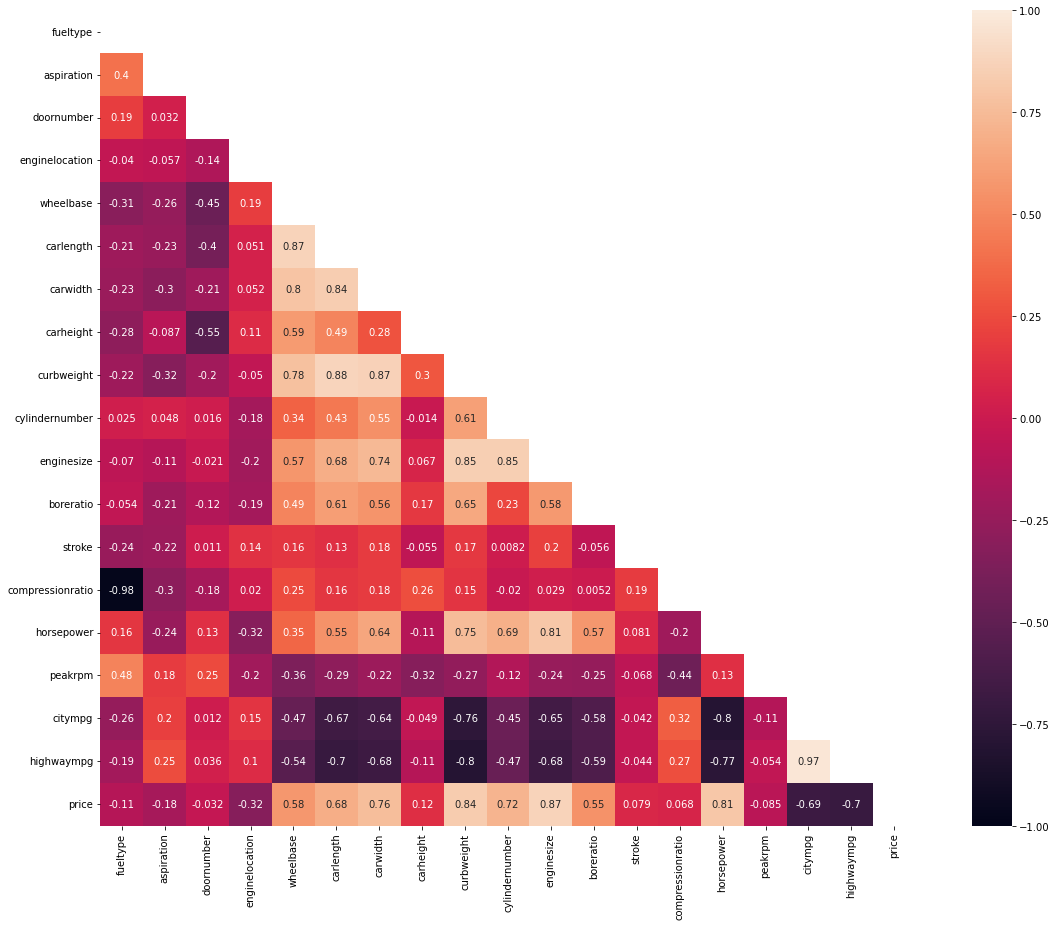 1.00
fueltype
aspiration 0.4
doornumber 0.19 0.032
0.75
enginelocation -0.04 -0.057 -0.14
wheelbase -0.31 -0.26 -0.45 0.19
0.50
carlength -0.21 -0.23 -0.4 0.051 0.87
carwidth -0.23 -0.3 -0.21 0.052 0.8 0.84
carheight -0.28 -0.087 -0.55 0.11 0.59 0.49 0.28
0.25
curbweight -0.22 -0.32 -0.2 -0.05 0.78 0.88 0.87 0.3
cylindernumber 0.025 0.048 0.016 -0.18 0.34 0.43 0.55 -0.014 0.61
0.00
enginesize -0.07 -0.11 -0.021 -0.2 0.57 0.68 0.74 0.067 0.85 0.85
boreratio -0.054 -0.21 -0.12 -0.19 0.49 0.61 0.56 0.17 0.65 0.23 0.58
−0.25
stroke -0.24 -0.22 0.011 0.14 0.16 0.13 0.18 -0.055 0.17 0.0082 0.2 -0.056
compressionratio -0.98 -0.3 -0.18 0.02 0.25 0.16 0.18 0.26 0.15 -0.02 0.029 0.0052 0.19
horsepower 0.16 -0.24 0.13 -0.32 0.35 0.55 0.64 -0.11 0.75 0.69 0.81 0.57 0.081 -0.2
−0.50
peakrpm 0.48 0.18 0.25 -0.2 -0.36 -0.29 -0.22 -0.32 -0.27 -0.12 -0.24 -0.25 -0.068 -0.44 0.13
citympg -0.26 0.2 0.012 0.15 -0.47 -0.67 -0.64 -0.049 -0.76 -0.45 -0.65 -0.58 -0.042 0.32 -0.8 -0.11
−0.75
highwaympg -0.19 0.25 0.036 0.1 -0.54 -0.7 -0.68 -0.11 -0.8 -0.47 -0.68 -0.59 -0.044 0.27 -0.77 -0.054 0.97
price -0.11 -0.18 -0.032 -0.32 0.58 0.68 0.76 0.12 0.84 0.72 0.87 0.55 0.079 0.068 0.81 -0.085 -0.69 -0.7
−1.00
fueltype aspiration doornumber enginelocation wheelbase carlength carwidth carheight curbweight cylindernumber enginesize boreratio stroke compressionratio horsepower peakrpm citympg highwaympg price